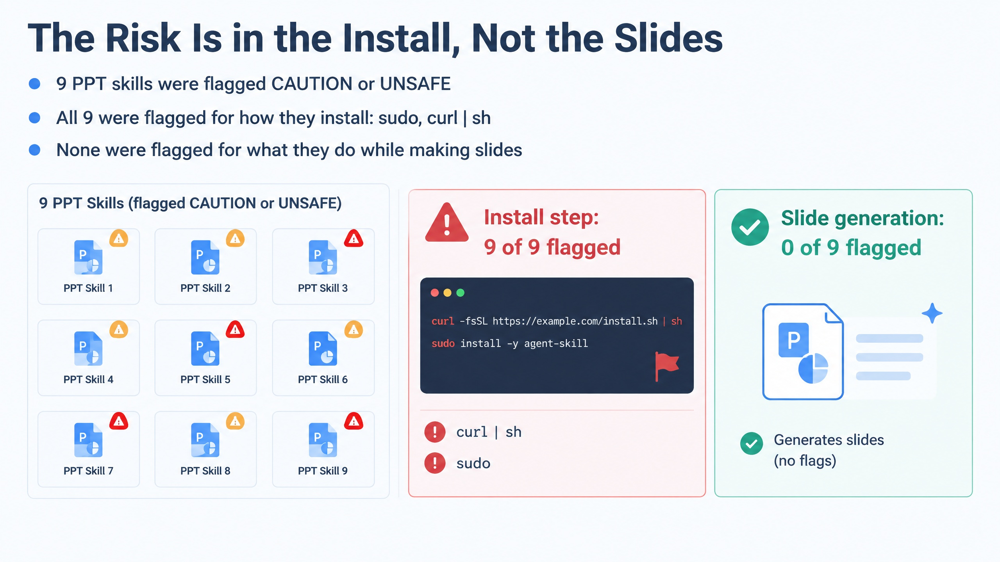 The Risk Is in the Install, Not the Slides
9 PPT skills were flagged CAUTION or UNSAFE
All 9 were flagged for how they install: sudo, curl | sh
None were flagged for what they do while making slides
9 PPT Skills (flagged CAUTION or UNSAFE)
P
PPT Skill 1
P
PPT Skill 2
P
PPT Skill 3
P
PPT Skill 4
P
PPT Skill 5
P
PPT Skill 6
P
PPT Skill 7
P
PPT Skill 8
P
PPT Skill 9
Install step:
9 of 9 flagged
curl -fsSL https://example.com/install.sh | sh
sudo install -y agent-skill
curl | sh
sudo
Slide generation:
0 of 9 flagged
P
Generates slides
(no flags)